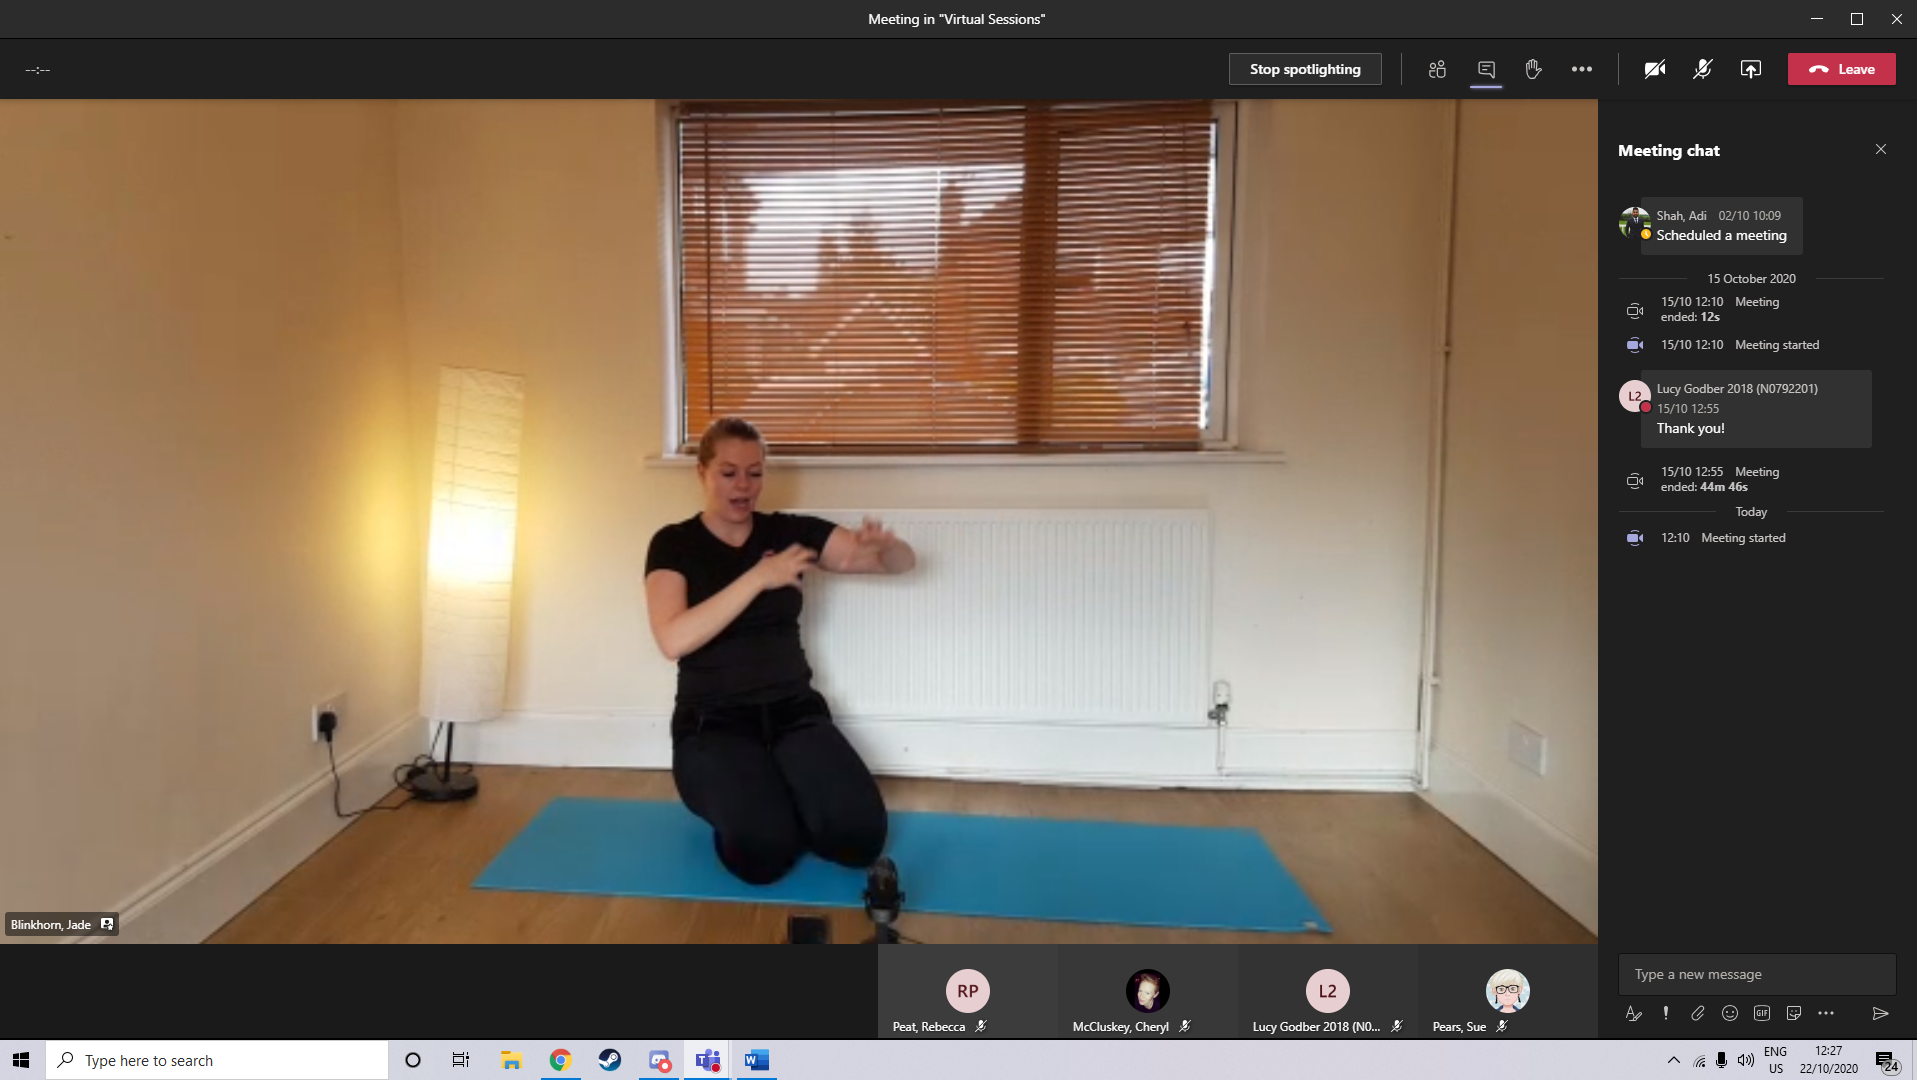 Meeting in "Virtual Sessions"
--:--
Stop spotlighting
Leave
Meeting chat
Shah, Adi 02/10 10:09
Scheduled a meeting
15 October 2020
15/10 12:10 Meeting
ended: 12s
15/10 12:10 Meeting started
L2
Lucy Godber 2018 (N0792201)
15/10 12:55
Thank you!
15/10 12:55 Meeting
ended: 44m 46s
Today
12:10 Meeting started
Blinkhorn, Jade
RP
Peat, Rebecca
McCluskey, Cheryl
L2
Lucy Godber 2018 (N0...
Pears, Sue
Type a new message
GIF
Type here to search
ENG
US
12:27
22/10/2020
24